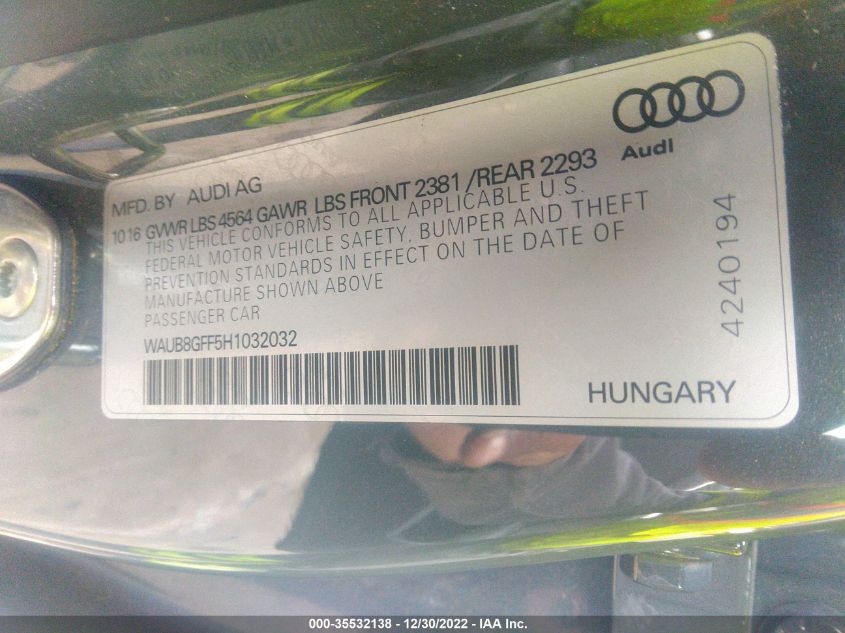 Audi
MFD. BY AUDI AG
10 16 GVWR LBS 4564 GAWR LBS FRONT 2381 /REAR 2293
THIS VEHICLE CONFORMS TO ALL APPLICABLE U.S.
FEDERAL MOTOR VEHICLE SAFETY, BUMPER AND THEFT
PREVENTION STANDARDS IN EFFECT ON THE DATE OF
MANUFACTURE SHOWN ABOVE
PASSENGER CAR
WAUB8GFF5H1032032
HUNGARY
4240194
000-35532138 - 12/30/2022 - IAA Inc.